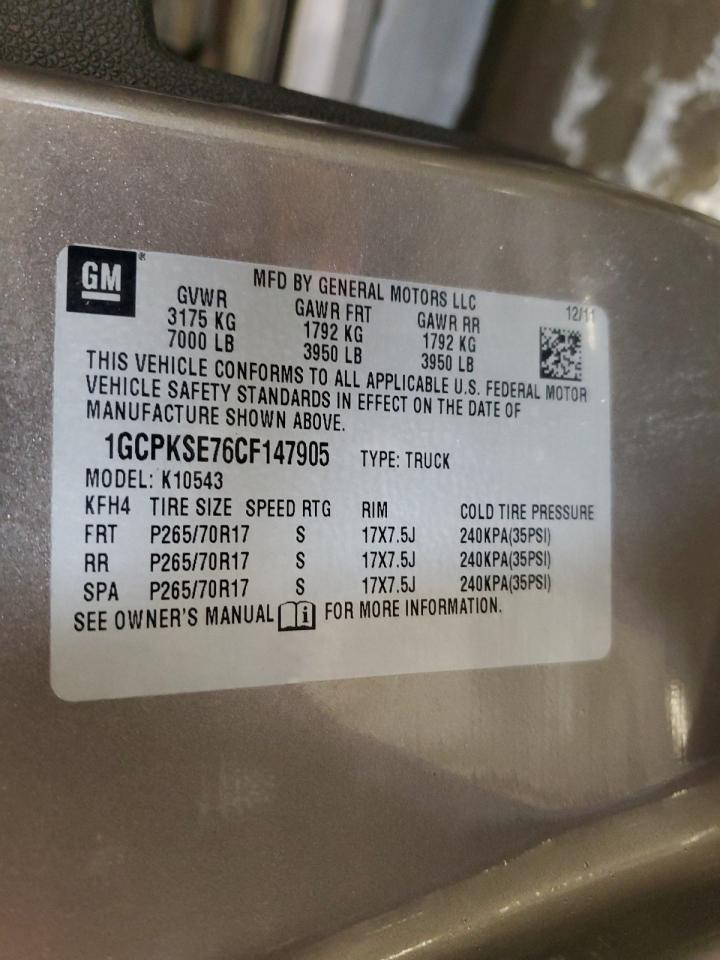 GM
MFD BY GENERAL MOTORS LLC
12/11
GVWR GAWR FRT GAWR RR
3175 KG 1792 KG 1792 KG
7000 LB 3950 LB 3950 LB
THIS VEHICLE CONFORMS TO ALL APPLICABLE U.S. FEDERAL MOTOR
VEHICLE SAFETY STANDARDS IN EFFECT ON THE DATE OF
MANUFACTURE SHOWN ABOVE.
1GCPKSE76CF147905 TYPE: TRUCK
MODEL: K10543
KFH4 TIRE SIZE SPEED RTG RIM COLD TIRE PRESSURE
FRT P265/70R17 S 17X7.5J 240KPA(35PSI)
RR P265/70R17 S 17X7.5J 240KPA(35PSI)
SPA P265/70R17 S 17X7.5J 240KPA(35PSI)
SEE OWNER'S MANUAL i FOR MORE INFORMATION.